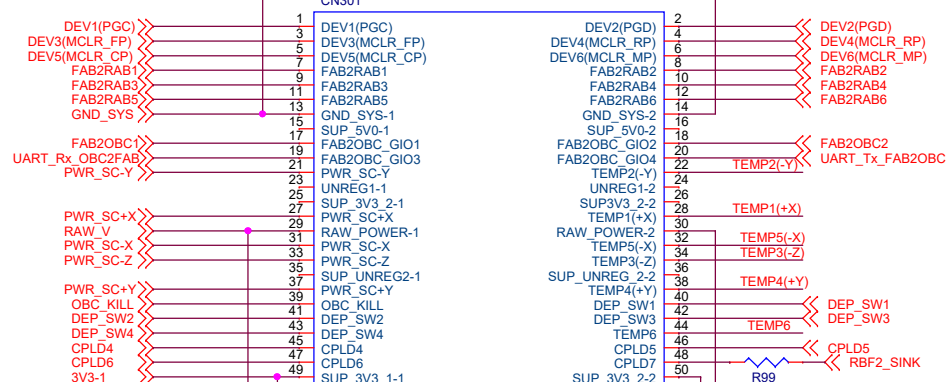 CN301
DEV1(PGC) 1 DEV1(PGC) DEV2(PGD) 2 DEV2(PGD)
DEV3(MCLR_FP) 3 DEV3(MCLR_FP) DEV4(MCLR_RP) 4 DEV4(MCLR_RP)
DEV5(MCLR_CP) 5 DEV5(MCLR_CP) DEV6(MCLR_MP) 6 DEV6(MCLR_MP)
FAB2RAB1 7 FAB2RAB1 FAB2RAB2 8 FAB2RAB2
FAB2RAB3 9 FAB2RAB3 FAB2RAB4 10 FAB2RAB4
FAB2RAB5 11 FAB2RAB5 FAB2RAB6 12 FAB2RAB6
GND_SYS 13 GND_SYS-1 GND_SYS-2 14
15 SUP_5V0-1 SUP_5V0-2 16
FAB2OBC1 17 FAB2OBC_GIO1 FAB2OBC_GIO2 18 FAB2OBC2
UART_Rx_OBC2FAB 19 FAB2OBC_GIO3 FAB2OBC_GIO4 20 UART_Tx_FAB2OBC
PWR_SC-Y 21 PWR_SC-Y TEMP2(-Y) 22 TEMP2(-Y)
23 UNREG1-1 UNREG1-2 24
25 SUP_3V3_2-1 SUP3V3_2-2 26
PWR_SC+X 27 PWR_SC+X TEMP1(+X) 28 TEMP1(+X)
RAW_V 29 RAW_POWER-1 RAW_POWER-2 30
PWR_SC-X 31 PWR_SC-X TEMP5(-X) 32 TEMP5(-X)
PWR_SC-Z 33 PWR_SC-Z TEMP3(-Z) 34 TEMP3(-Z)
35 SUP_UNREG2-1 SUP_UNREG_2-2 36
PWR_SC+Y 37 PWR_SC+Y TEMP4(+Y) 38 TEMP4(+Y)
OBC_KILL 39 OBC_KILL DEP_SW1 40 DEP_SW1
DEP_SW2 41 DEP_SW2 DEP_SW3 42 DEP_SW3
DEP_SW4 43 DEP_SW4 TEMP6 44 TEMP6
CPLD4 45 CPLD4 CPLD5 46 CPLD5
CPLD6 47 CPLD6 CPLD7 48 RBF2_SINK
3V3-1 49 SUP_3V3_1-1 SUP_3V3_2-2 50 R99